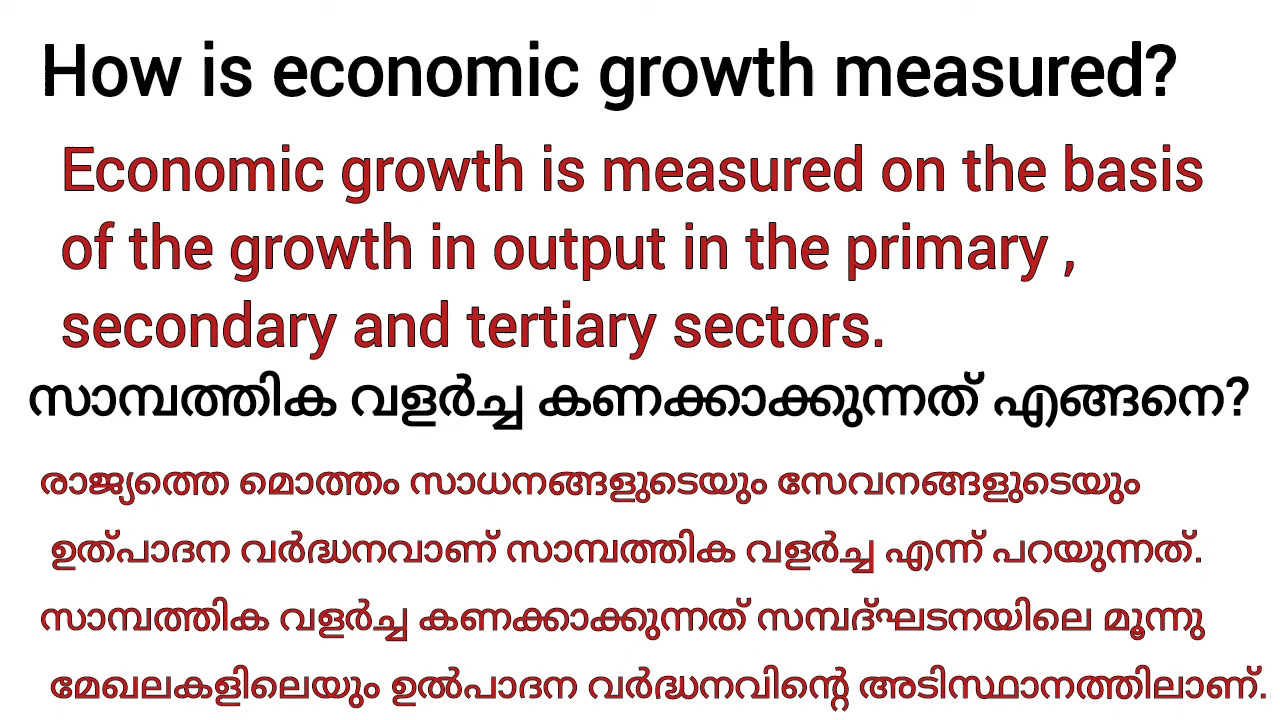 How is economic growth measured?
Economic growth is measured on the basis
of the growth in output in the primary ,
secondary and tertiary sectors.
സാമ്പത്തിക വളർച്ച കണക്കാക്കുന്നത് എങ്ങനെ?
രാജ്യത്തെ മൊത്തം സാധനങ്ങളുടെയും സേവനങ്ങളുടെയും
ഉത്പാദന വർദ്ധനവാണ് സാമ്പത്തിക വളർച്ച എന്ന് പറയുന്നത്.
സാമ്പത്തിക വളർച്ച കണക്കാക്കുന്നത് സമ്പദ്ഘടനയിലെ മൂന്നു
മേഖലകളിലെയും ഉൽപാദന വർദ്ധനവിന്റെ അടിസ്ഥാനത്തിലാണ്.